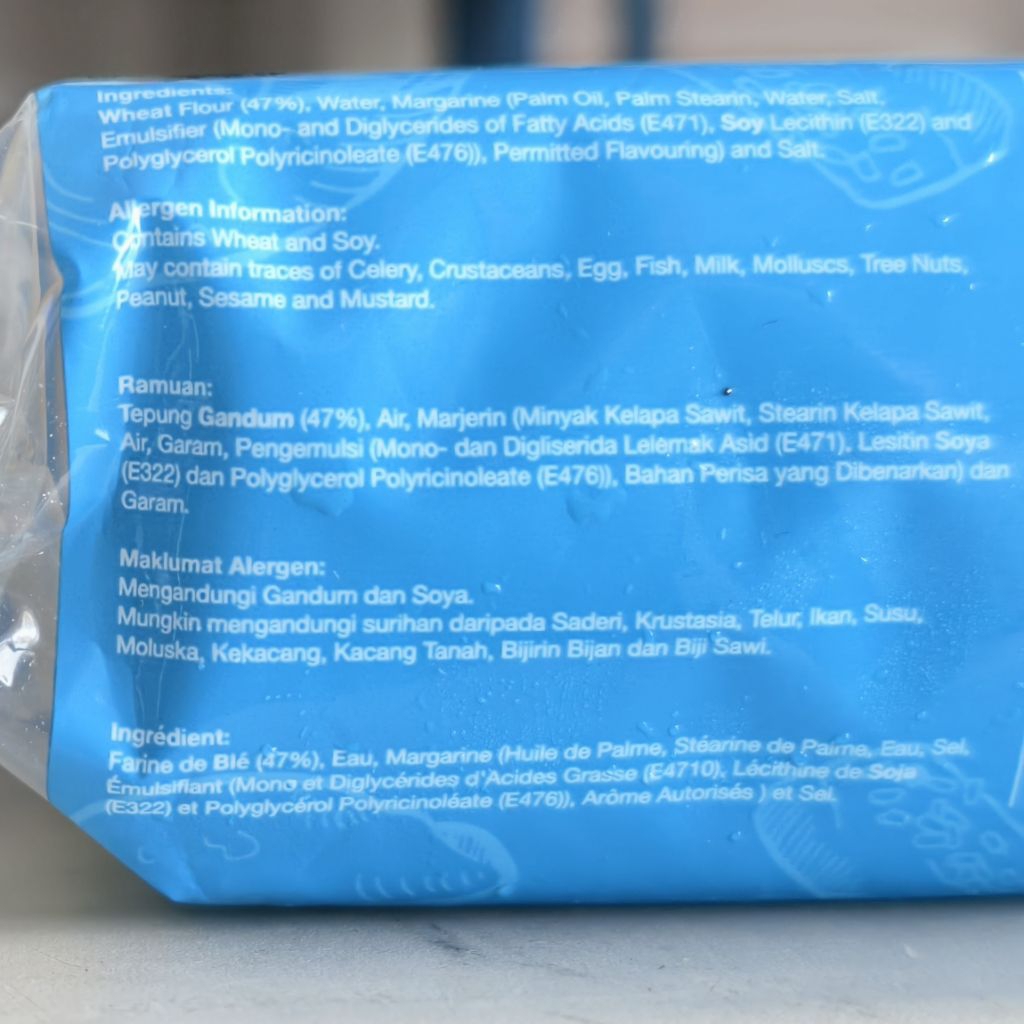 Ingredients:
Wheat Flour (47%), Water, Margarine (Palm Oil, Palm Stearin, Water, Salt,
Emulsifier (Mono- and Diglycerides of Fatty Acids (E471), Soy Lecithin (E322) and
Polyglycerol Polyricinoleate (E476)), Permitted Flavouring) and Salt.
Allergen Information:
Contains Wheat and Soy.
May contain traces of Celery, Crustaceans, Egg, Fish, Milk, Molluscs, Tree Nuts,
Peanut, Sesame and Mustard.
Ramuan:
Tepung Gandum (47%), Air, Marjerin (Minyak Kelapa Sawit, Stearin Kelapa Sawit,
Air, Garam, Pengemulsi (Mono- dan Digliserida Lelemak Asid (E471). Lesitin Soya
(E322) dan Polyglycerol Polyricinoleate (E476)), Bahan Perisa yang Dibenarkan) dan
Garam.
Maklumat Alergen:
Mengandungi Gandum dan Soya.
Mungkin mengandungi surihan daripada Saderi, Krustasia, Telur, Ikan, Susu,
Moluska, Kekacang, Kacang Tanah, Bijirin Bijan dan Biji Sawi.
Ingrédient:
Farine de Blé (47%), Eau, Margarine (Huile de Palme, Stéarine de Palme, Eau, Sel,
Émulsifiant (Mono et Diglycérides d'Acides Grasse (E4710), Lécithine de Soja
(E322) et Polyglycérol Polyricinoléate (E476)), Arôme Autorisés ) et Sel.